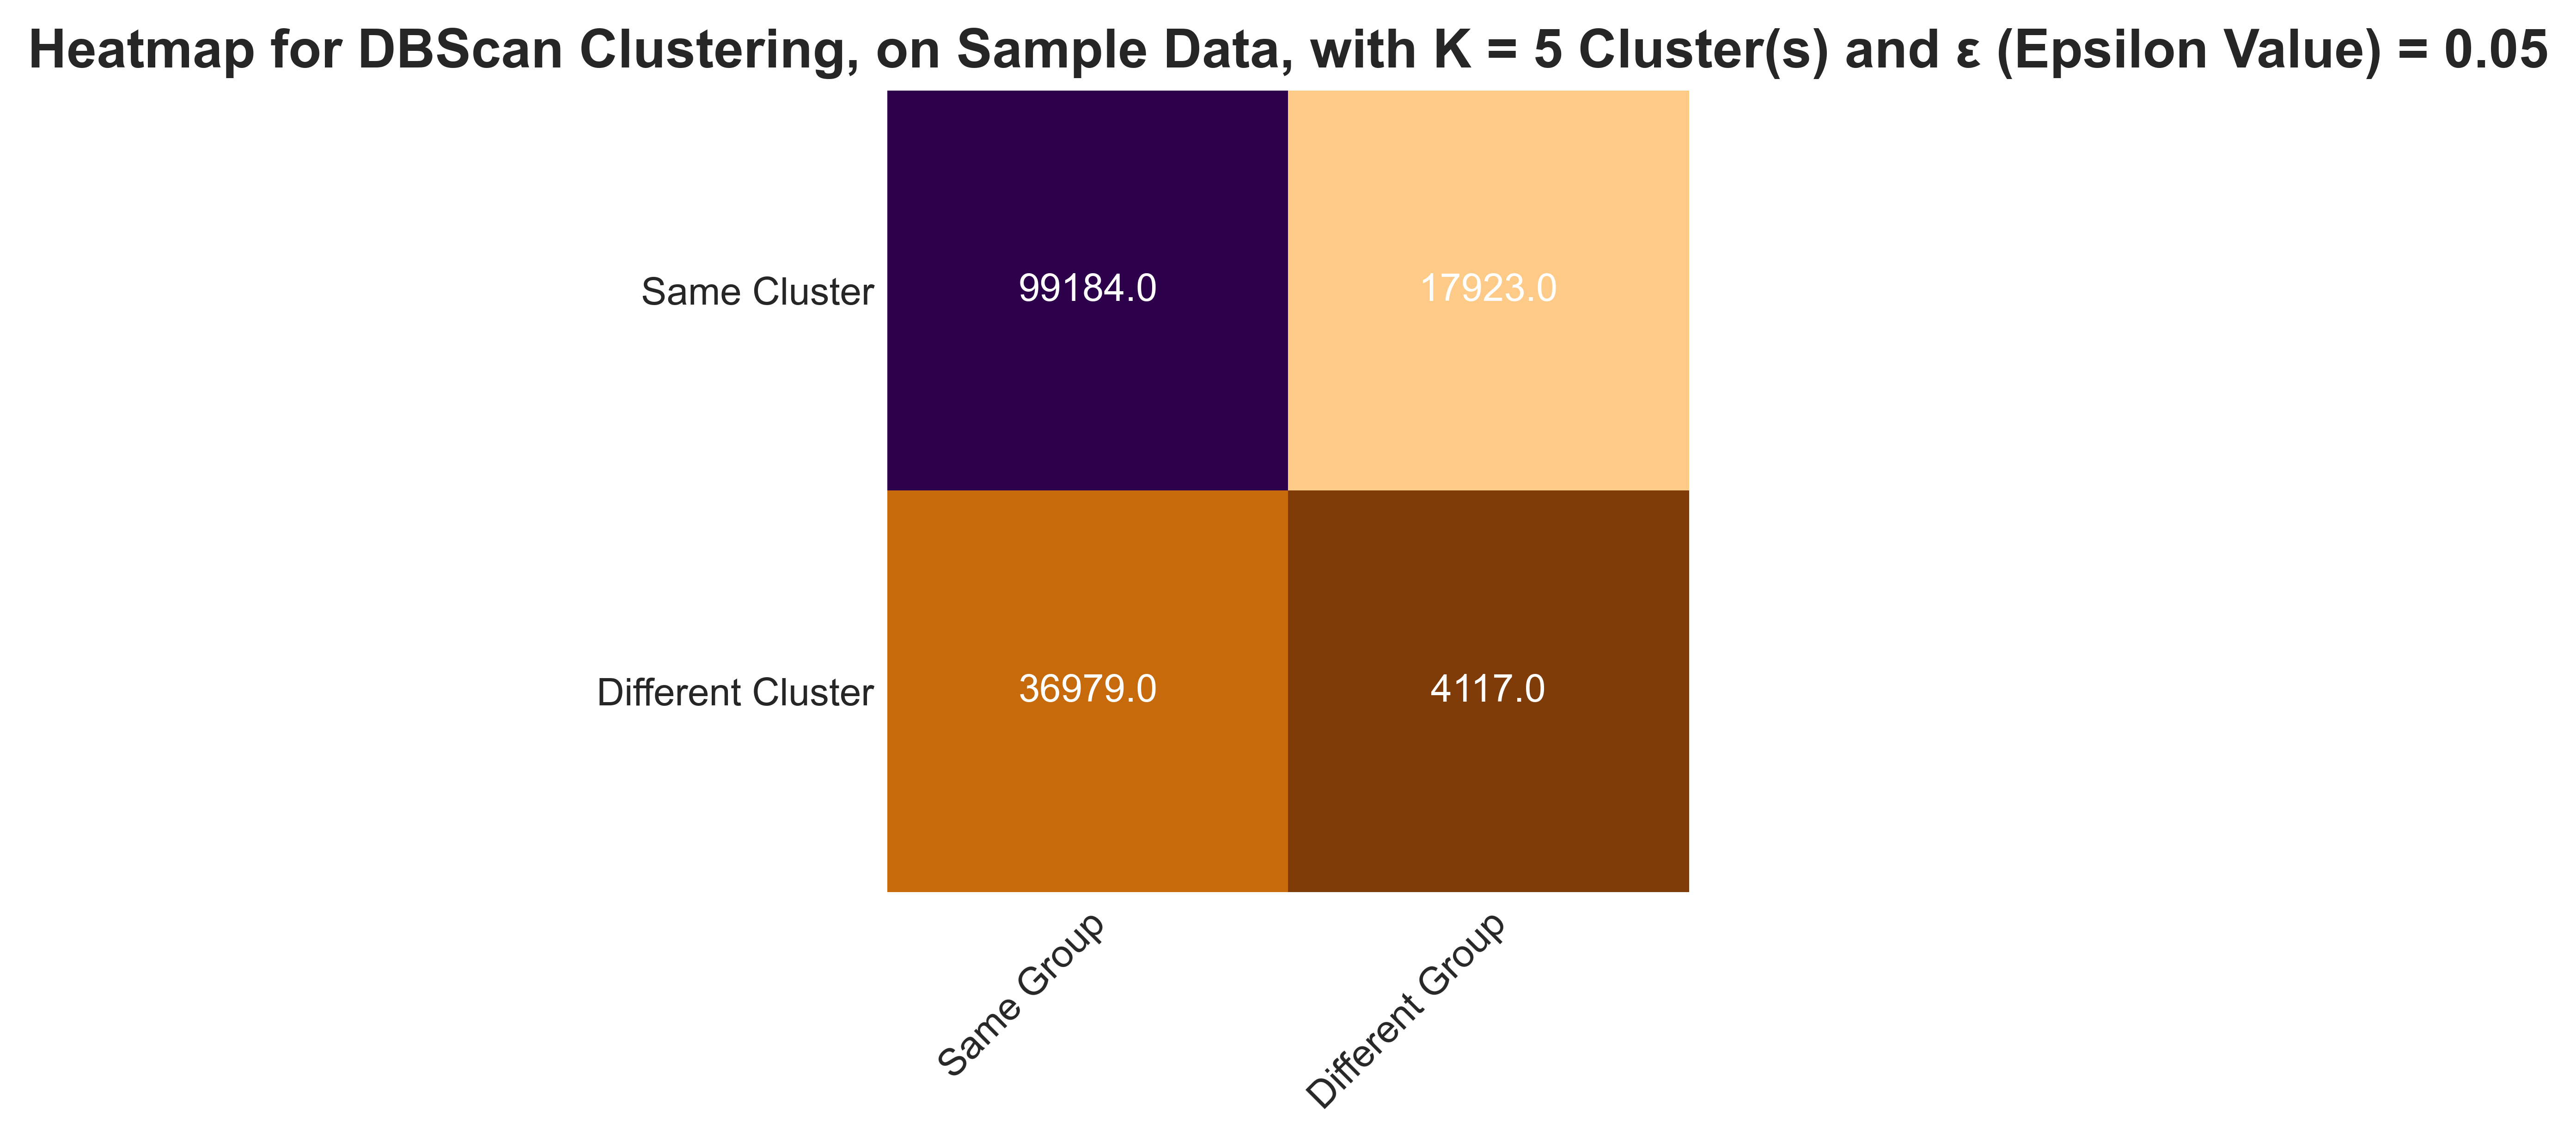 Heatmap for DBScan Clustering, on Sample Data, with K = 5 Cluster(s) and ε (Epsilon Value) = 0.05
Same Cluster
99184.0
17923.0
Different Cluster
36979.0
4117.0
Same Group
Different Group